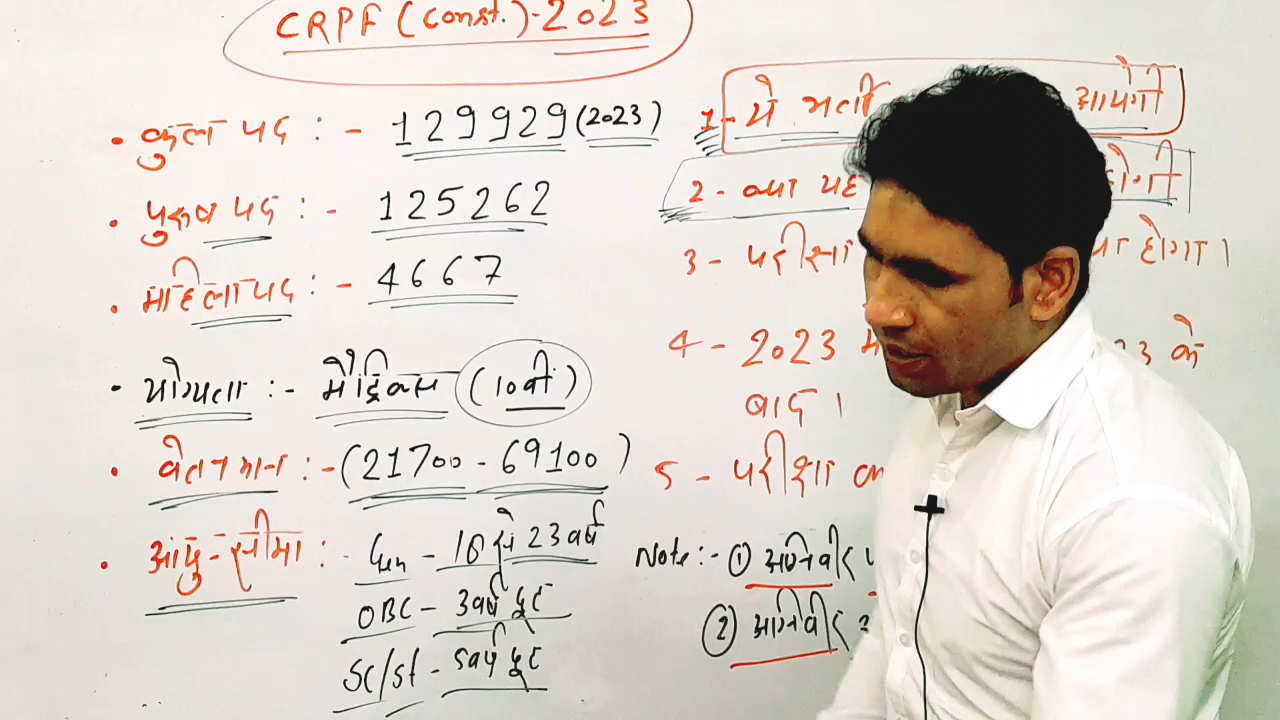 CRPF (Const.) - 2023
• कुल पद : - 129929 (2023)
• पुरुष पद : - 125262
• महिला पद : - 4667
• योग्यता : - मैट्रिक्स (10वी)
• वेतनमान : - (21700 - 69100)
• आयु - सीमा : - Gen - 18 से 23 वर्ष
OBC - 3 वर्ष छूट
SC/ST - 5 वर्ष छूट
1 - ये भर्ती आयेगी
2 - क्या यह होगी
3 - परीक्षा होगा।
4 - 2023 के
बाद।
5 - परीक्षा
Note : - ① अग्निवीर
② अग्निवीर